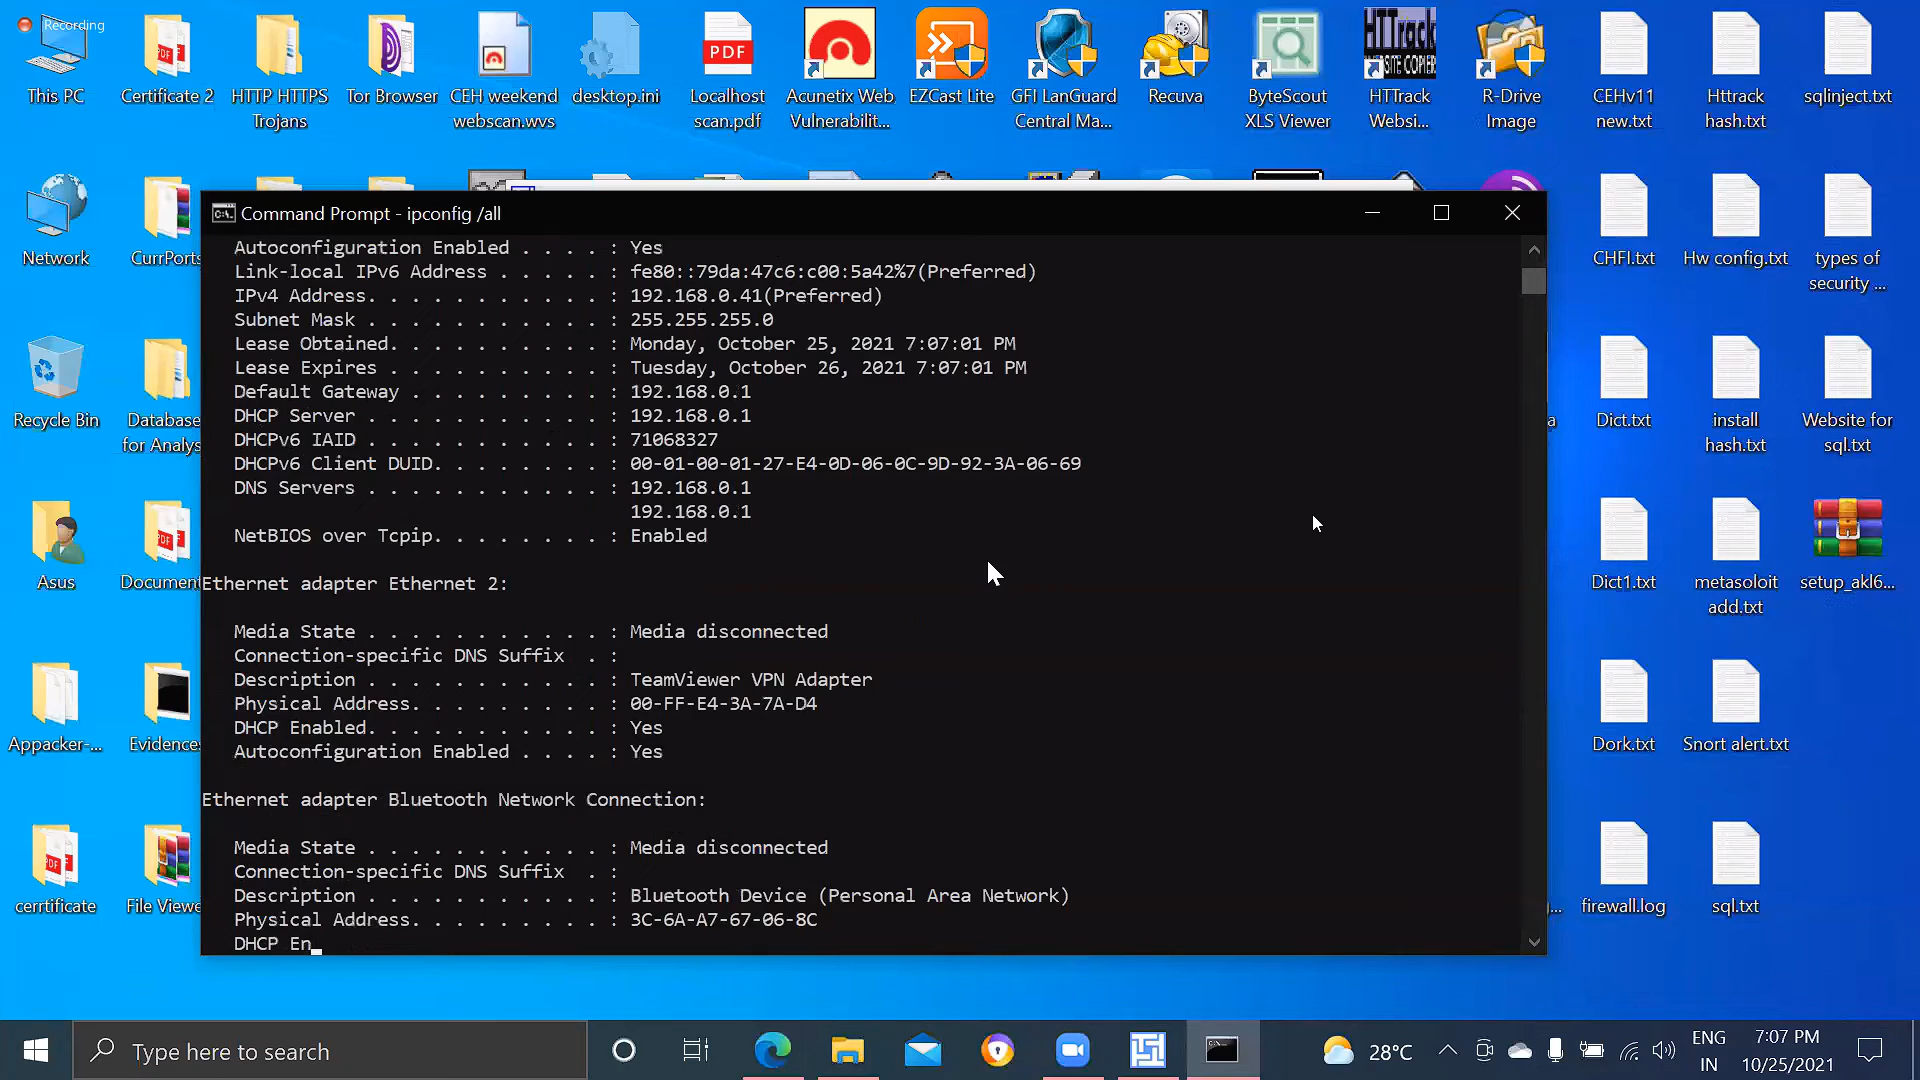 Recording
This PC
Certificate 2
HTTP HTTPS
Trojans
Tor Browser
CEH weekend
webscan.wvs
desktop.ini
PDF
Localhost
scan.pdf
Acunetix Web
Vulnerabilit...
EZCast Lite
GFI LanGuard
Central Ma...
Recuva
ByteScout
XLS Viewer
HTTrack
WEBSITE COPIER
HTTrack
Websi...
R-Drive
Image
CEHv11
new.txt
Httrack
hash.txt
sqlinject.txt
Network
CurrPorts
CHFI.txt
Hw config.txt
types of
security ...
Recycle Bin
Database
for Analys
Dict.txt
install
hash.txt
Website for
sql.txt
Asus
Document
Dict1.txt
metasoloit
add.txt
setup_akl6...
Appacker-...
Evidences
Dork.txt
Snort alert.txt
cerrtificate
File Viewe
firewall.log
sql.txt
Command Prompt - ipconfig /all
Autoconfiguration Enabled . . . . : Yes
Link-local IPv6 Address . . . . . : fe80::79da:47c6:c00:5a42%7(Preferred)
IPv4 Address. . . . . . . . . . . : 192.168.0.41(Preferred)
Subnet Mask . . . . . . . . . . . : 255.255.255.0
Lease Obtained. . . . . . . . . . : Monday, October 25, 2021 7:07:01 PM
Lease Expires . . . . . . . . . . : Tuesday, October 26, 2021 7:07:01 PM
Default Gateway . . . . . . . . . : 192.168.0.1
DHCP Server . . . . . . . . . . . : 192.168.0.1
DHCPv6 IAID . . . . . . . . . . . : 71068327
DHCPv6 Client DUID. . . . . . . . : 00-01-00-01-27-E4-0D-06-0C-9D-92-3A-06-69
DNS Servers . . . . . . . . . . . : 192.168.0.1
192.168.0.1
NetBIOS over Tcpip. . . . . . . . : Enabled
Ethernet adapter Ethernet 2:
Media State . . . . . . . . . . . : Media disconnected
Connection-specific DNS Suffix . :
Description . . . . . . . . . . . : TeamViewer VPN Adapter
Physical Address. . . . . . . . . : 00-FF-E4-3A-7A-D4
DHCP Enabled. . . . . . . . . . . : Yes
Autoconfiguration Enabled . . . . : Yes
Ethernet adapter Bluetooth Network Connection:
Media State . . . . . . . . . . . : Media disconnected
Connection-specific DNS Suffix . :
Description . . . . . . . . . . . : Bluetooth Device (Personal Area Network)
Physical Address. . . . . . . . . : 3C-6A-A7-67-06-8C
DHCP En
Type here to search
28°C
ENG
IN
7:07 PM
10/25/2021